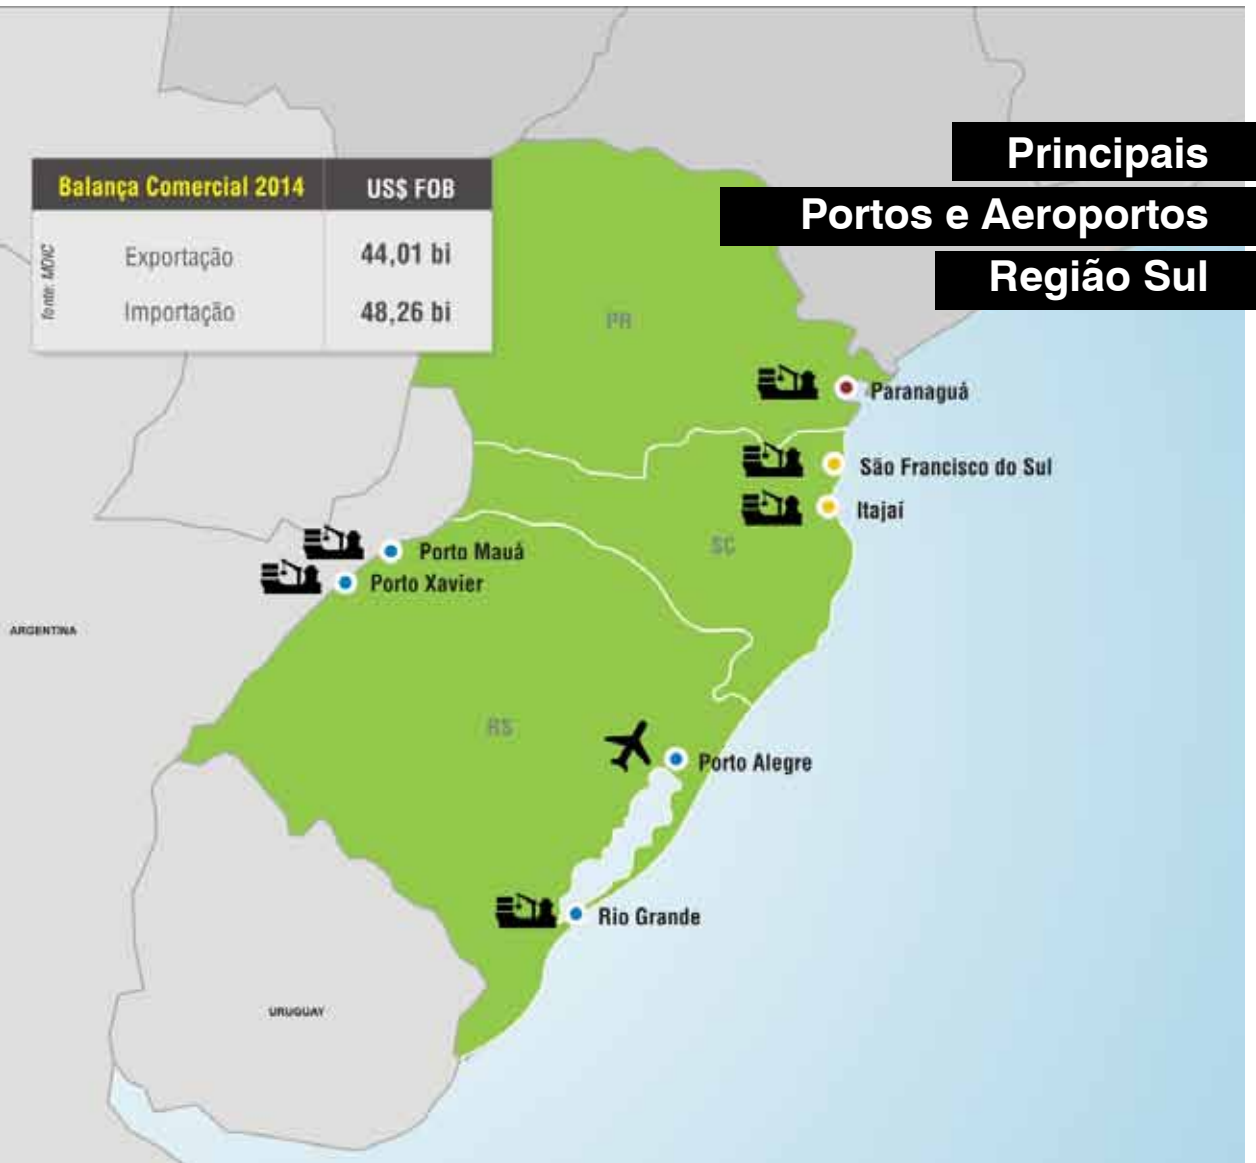 Principais
Portos e Aeroportos
Região Sul
Balança Comercial 2014 US$ FOB
Exportação 44,01 bi
Importação 48,26 bi
fonte: MDIC
PR
Paranaguá
São Francisco do Sul
Itajaí
SC
Porto Mauá
Porto Xavier
ARGENTINA
RS
Porto Alegre
Rio Grande
URUGUAY